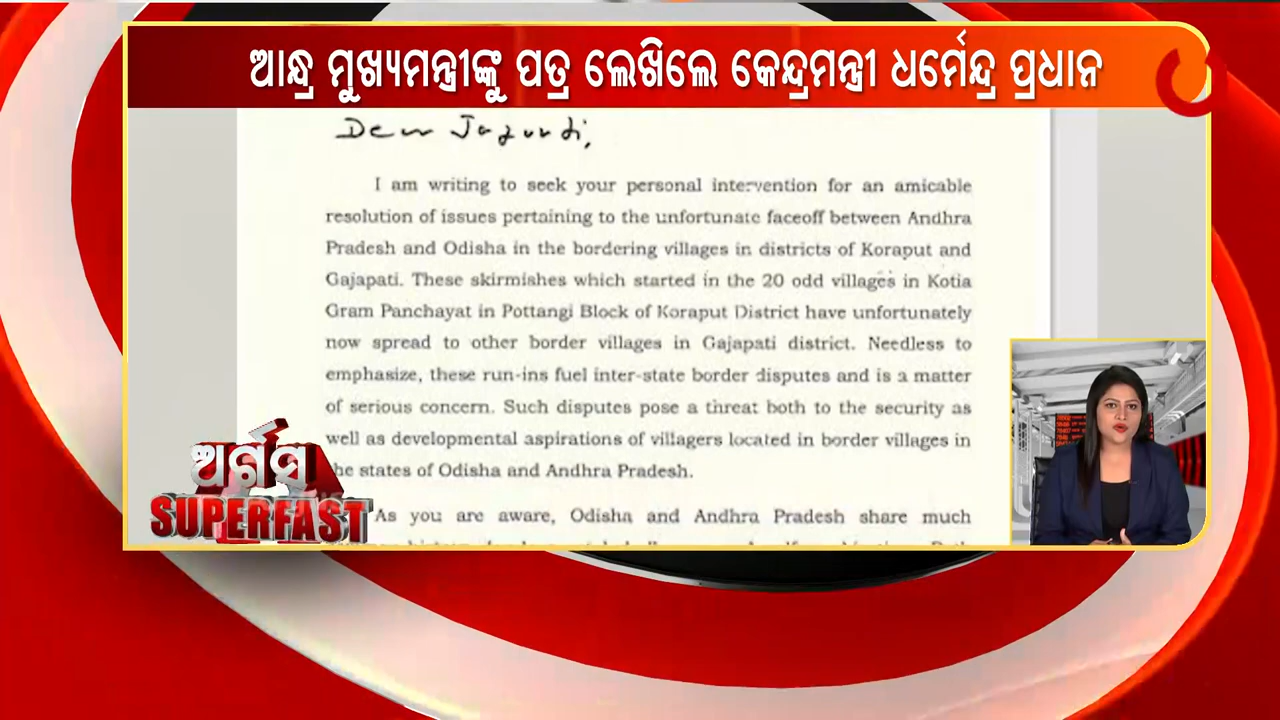 ଆନ୍ଧ୍ର ମୁଖ୍ୟମନ୍ତ୍ରୀଙ୍କୁ ପତ୍ର ଲେଖିଲେ କେନ୍ଦ୍ରମନ୍ତ୍ରୀ ଧର୍ମେନ୍ଦ୍ର ପ୍ରଧାନ
Dear
I am writing to seek your personal intervention for an amicable
resolution of issues pertaining to the unfortunate faceoff between Andhra
Pradesh and Odisha in the bordering villages in districts of Koraput and
Gajapati. These skirmishes which started in the 20 odd villages in Kotia
Gram Panchayat in Pottangi Block of Koraput District have unfortunately
now spread to other border villages in Gajapati district. Needless to
emphasize, these run-ins fuel inter-state border disputes and is a matter
of serious concern. Such disputes pose a threat both to the security as
well as developmental aspirations of villagers located in border villages in
he states of Odisha and Andhra Pradesh.
As you are aware, Odisha and Andhra Pradesh share much
ଅର୍ଗସ
SUPERFAST